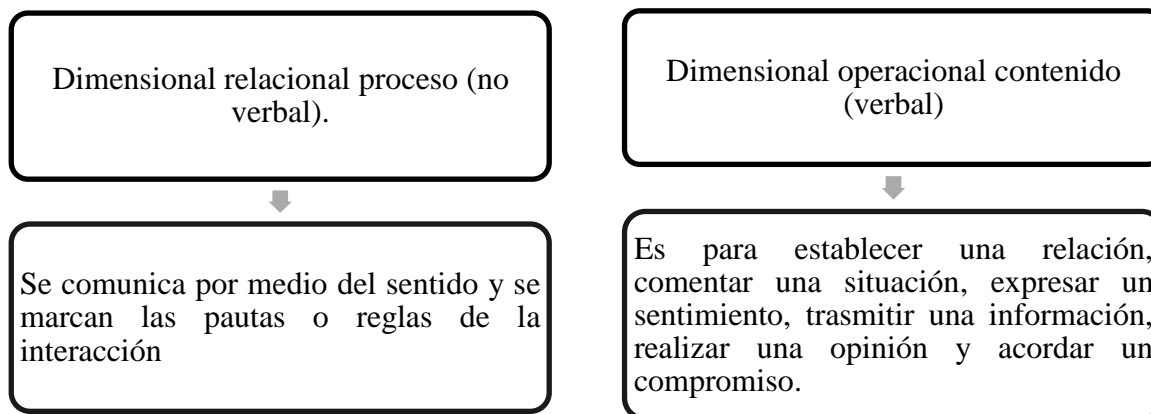 Dimensional relacional proceso (no
verbal).
Se comunica por medio del sentido y se
marcan las pautas o reglas de la
interacción
Dimensional operacional contenido
(verbal)
Es para establecer una relación,
comentar una situación, expresar un
sentimiento, trasmitir una información,
realizar una opinión y acordar un
compromiso.